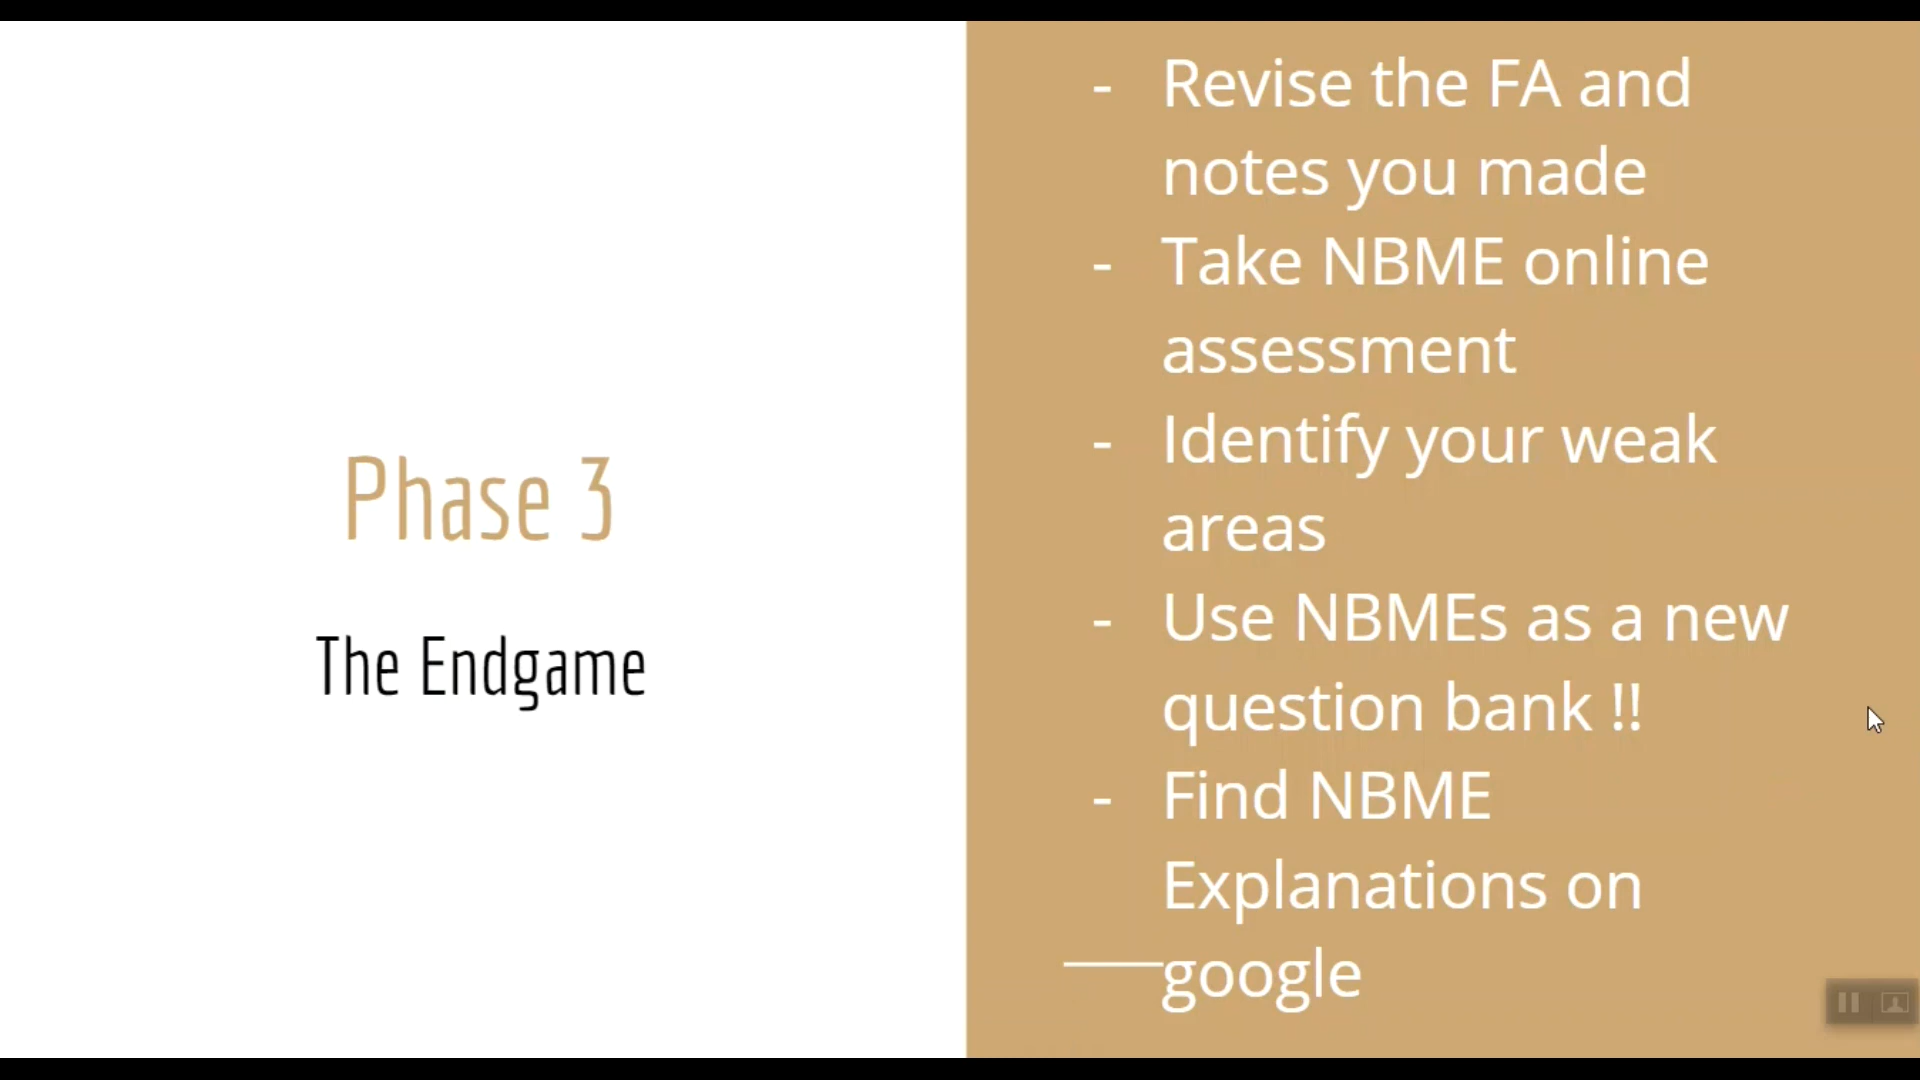 Phase 3
The Endgame
- Revise the FA and
notes you made
- Take NBME online
assessment
- Identify your weak
areas
- Use NBMEs as a new
question bank !!
- Find NBME
Explanations on
google